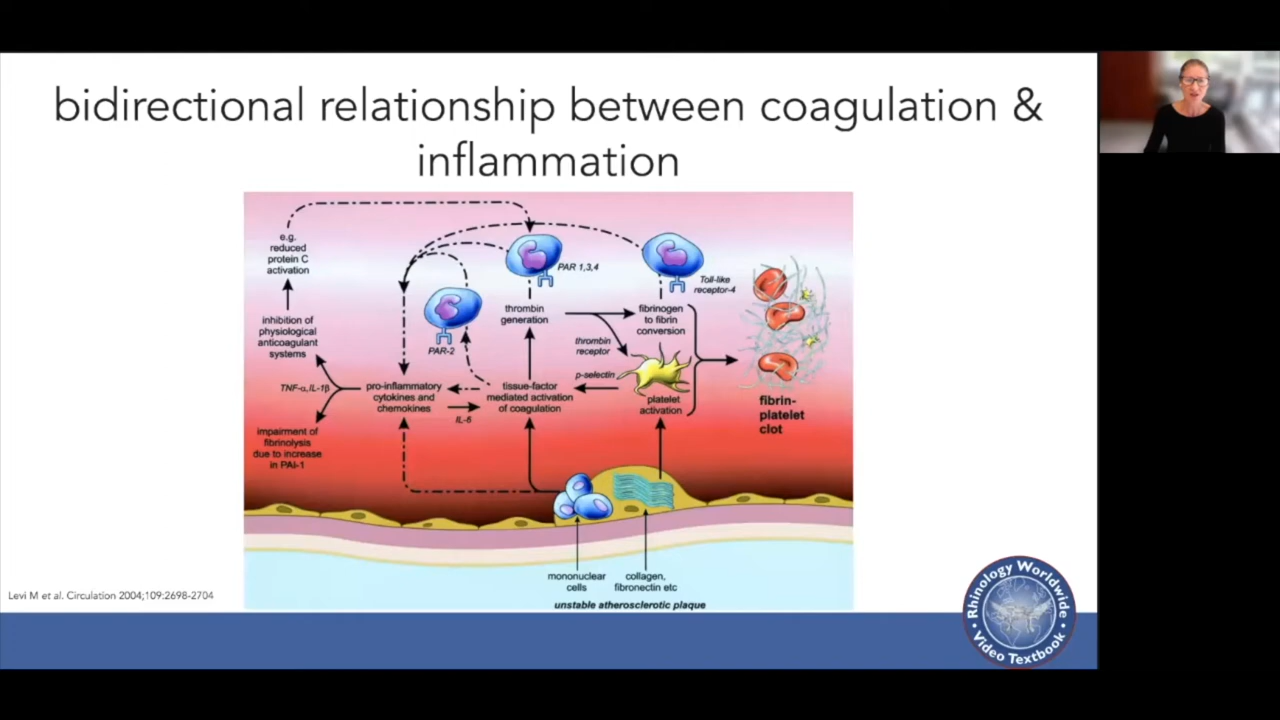 bidirectional relationship between coagulation &
inflammation
e.g.
reduced
protein C
activation
PAR 1,3,4
Toll-like
receptor-4
thrombin
generation
fibrinogen
to fibrin
conversion
inhibition of
physiological
anticoagulant
systems
PAR-2
thrombin
receptor
p-selectin
TNF-α,IL-1β
pro-inflammatory
cytokines and
chemokines
IL-6
tissue-factor
mediated activation
of coagulation
platelet
activation
fibrin-
platelet
clot
impairment of
fibrinolysis
due to increase
in PAI-1
mononuclear
cells
collagen,
fibronectin etc
unstable atherosclerotic plaque
Levi M et al. Circulation 2004;109:2698-2704
Rhinology Worldwide
Video Textbook